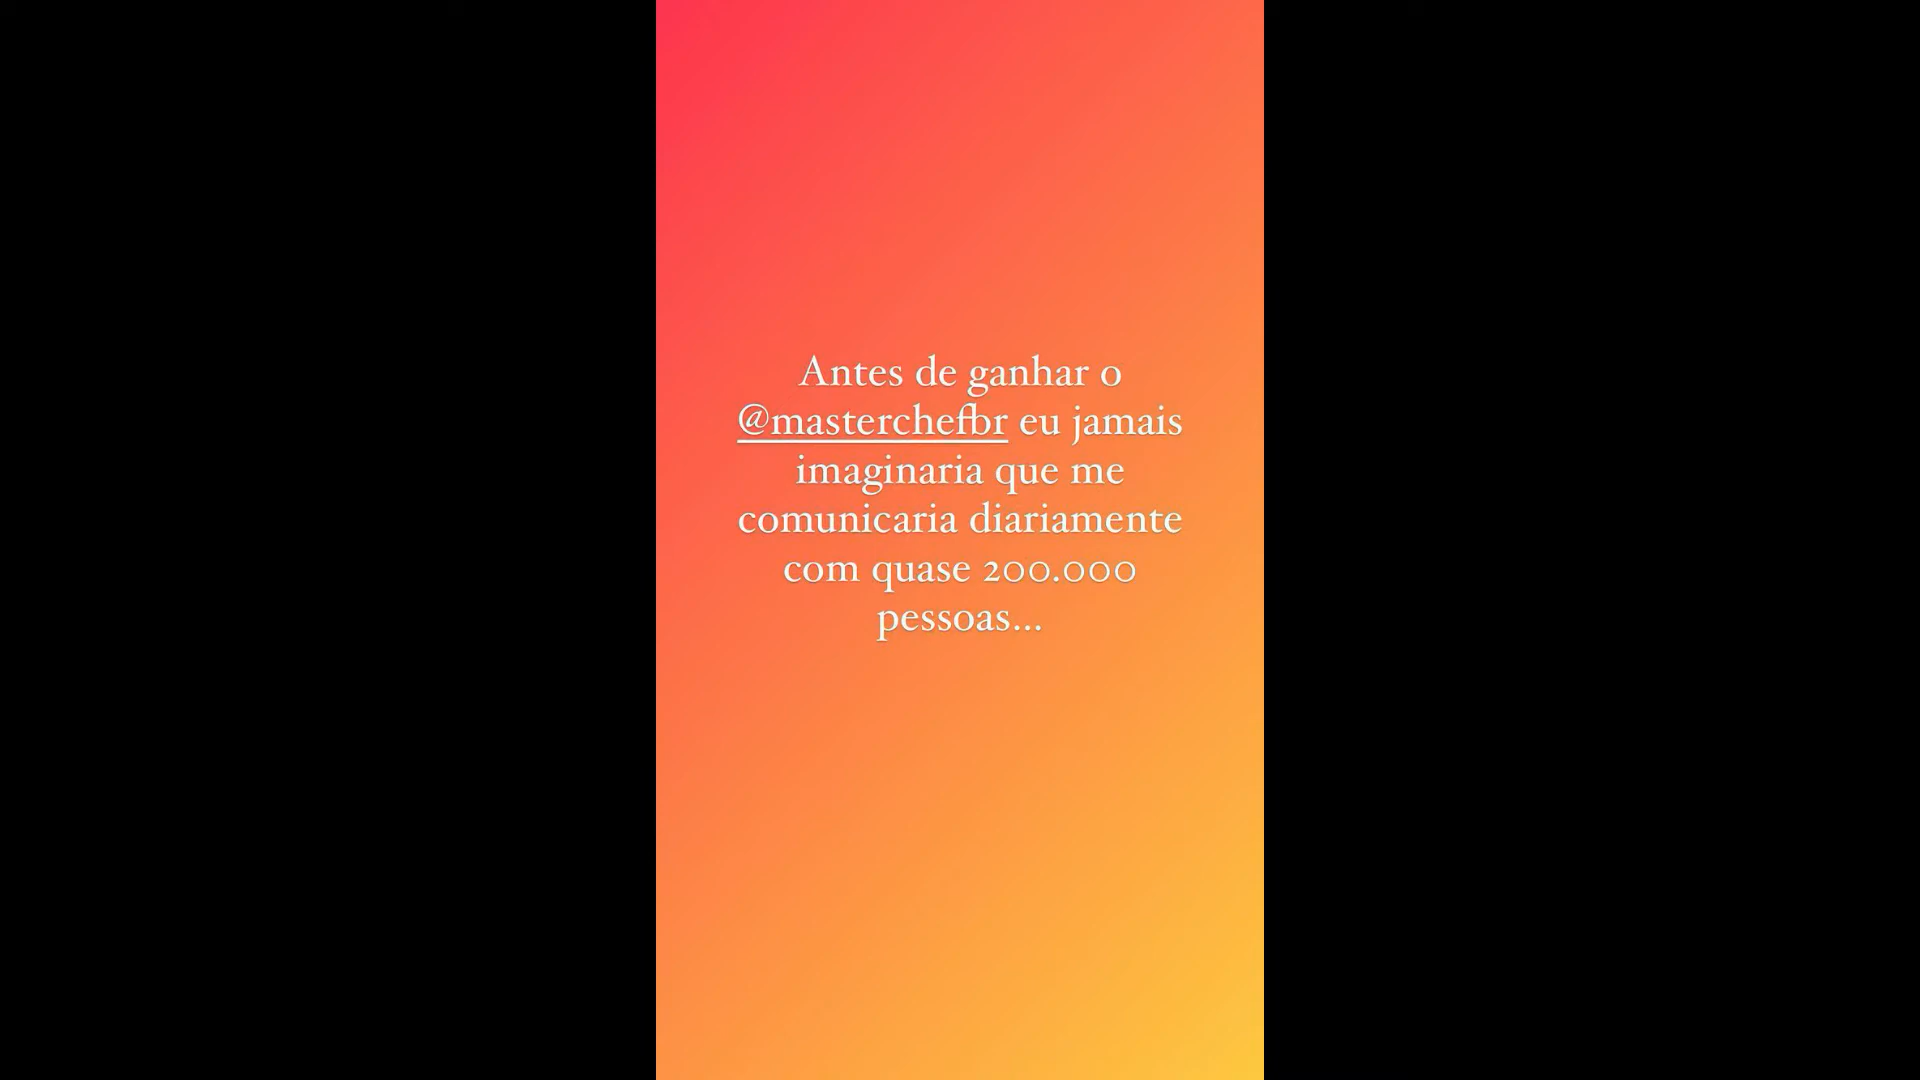 Antes de ganhar o
@masterchefbr eu jamais
imaginaria que me
comunicaria diariamente
com quase 200.000
pessoas...